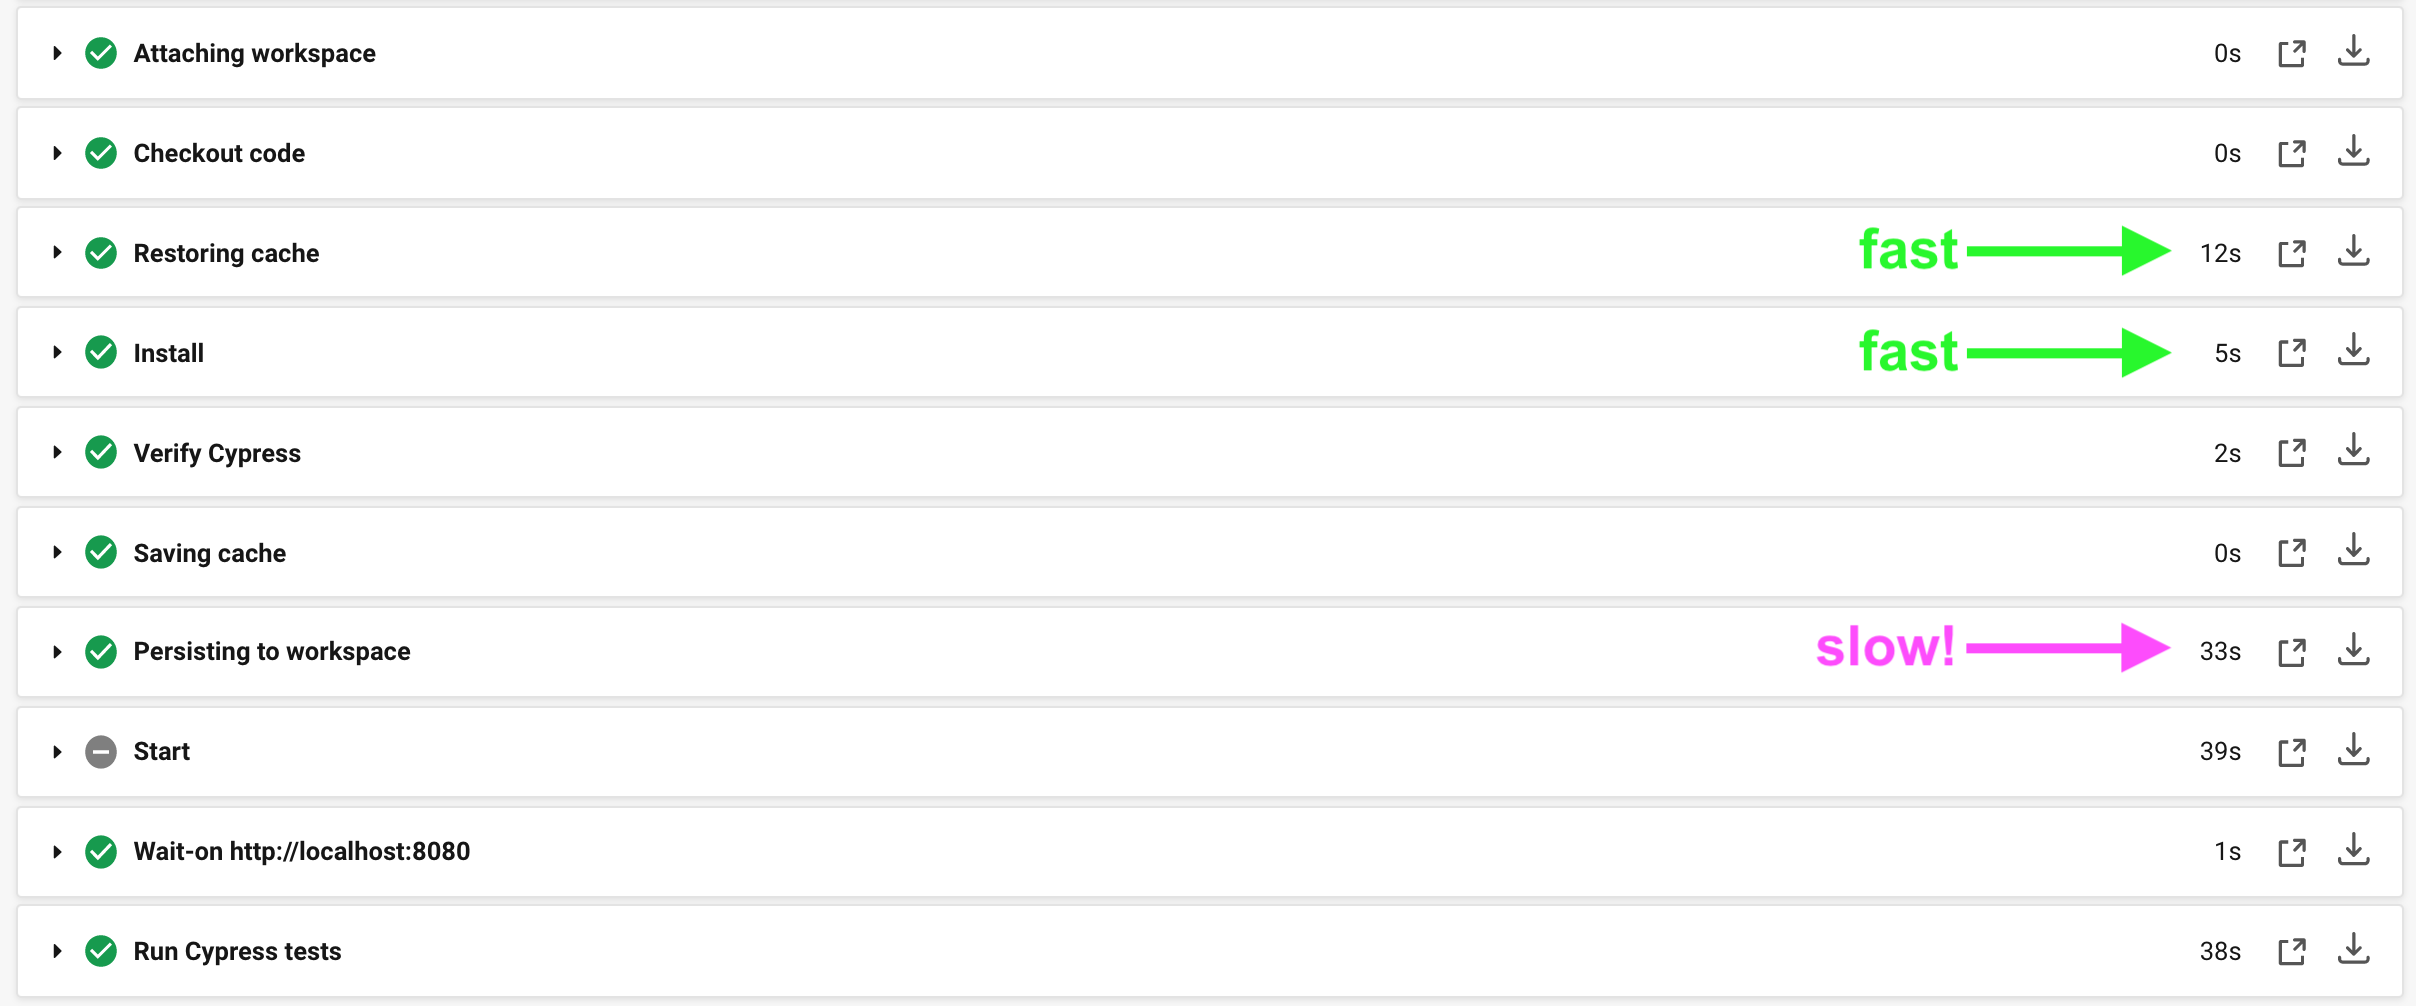 Attaching workspace 0s
Checkout code 0s
Restoring cache fast 12s
Install fast 5s
Verify Cypress 2s
Saving cache 0s
Persisting to workspace slow! 33s
Start 39s
Wait-on http://localhost:8080 1s
Run Cypress tests 38s